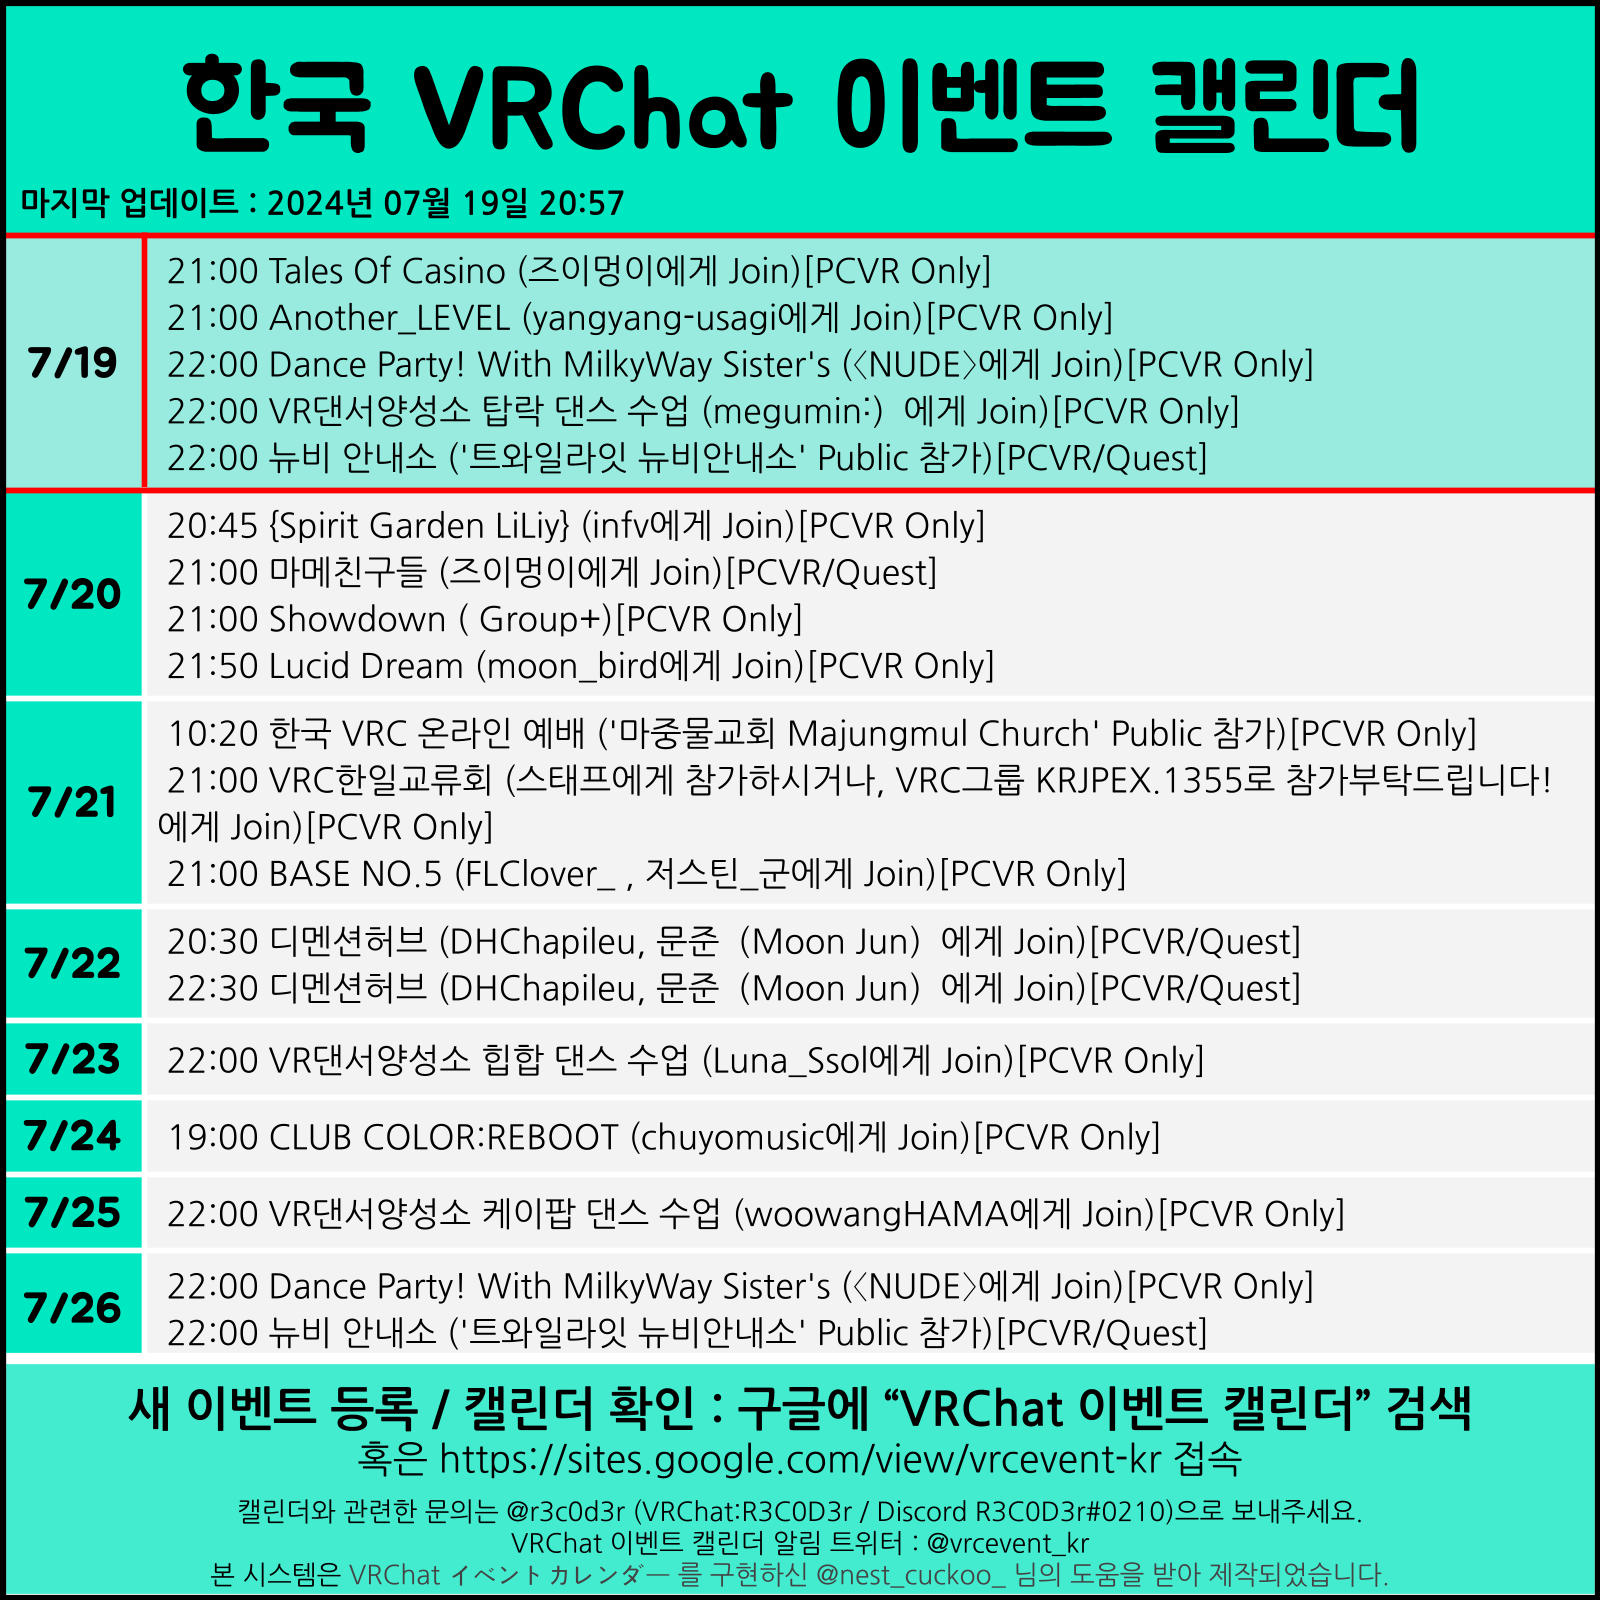 한국 VRChat 이벤트 캘린더
마지막 업데이트 : 2024년 07월 19일 20:57
7/19
21:00 Tales Of Casino (즈이멍이에게 Join)[PCVR Only]
21:00 Another_LEVEL (yangyang-usagi에게 Join)[PCVR Only]
22:00 Dance Party! With MilkyWay Sister's (〈NUDE〉에게 Join)[PCVR Only]
22:00 VR댄서양성소 탑락 댄스 수업 (megumin:)  에게 Join)[PCVR Only]
22:00 뉴비 안내소 ('트와일라잇 뉴비안내소' Public 참가)[PCVR/Quest]
7/20
20:45 {Spirit Garden LiLiy} (infv에게 Join)[PCVR Only]
21:00 마메친구들 (즈이멍이에게 Join)[PCVR/Quest]
21:00 Showdown ( Group+)[PCVR Only]
21:50 Lucid Dream (moon_bird에게 Join)[PCVR Only]
7/21
10:20 한국 VRC 온라인 예배 ('마중물교회 Majungmul Church' Public 참가)[PCVR Only]
21:00 VRC한일교류회 (스태프에게 참가하시거나, VRC그룹 KRJPEX.1355로 참가부탁드립니다!
에게 Join)[PCVR Only]
21:00 BASE NO.5 (FLClover_ , 저스틴_군에게 Join)[PCVR Only]
7/22
20:30 디멘션허브 (DHChapileu, 문준（Moon Jun）에게 Join)[PCVR/Quest]
22:30 디멘션허브 (DHChapileu, 문준（Moon Jun）에게 Join)[PCVR/Quest]
7/23
22:00 VR댄서양성소 힙합 댄스 수업 (Luna_Ssol에게 Join)[PCVR Only]
7/24
19:00 CLUB COLOR:REBOOT (chuyomusic에게 Join)[PCVR Only]
7/25
22:00 VR댄서양성소 케이팝 댄스 수업 (woowangHAMA에게 Join)[PCVR Only]
7/26
22:00 Dance Party! With MilkyWay Sister's (〈NUDE〉에게 Join)[PCVR Only]
22:00 뉴비 안내소 ('트와일라잇 뉴비안내소' Public 참가)[PCVR/Quest]
새 이벤트 등록 / 캘린더 확인 : 구글에 “VRChat 이벤트 캘린더” 검색
혹은 https://sites.google.com/view/vrcevent-kr 접속
캘린더와 관련한 문의는 @r3c0d3r (VRChat:R3C0D3r / Discord R3C0D3r#0210)으로 보내주세요.
VRChat 이벤트 캘린더 알림 트위터 : @vrcevent_kr
본 시스템은 VRChat イベントカレンダー 를 구현하신 @nest_cuckoo_ 님의 도움을 받아 제작되었습니다.